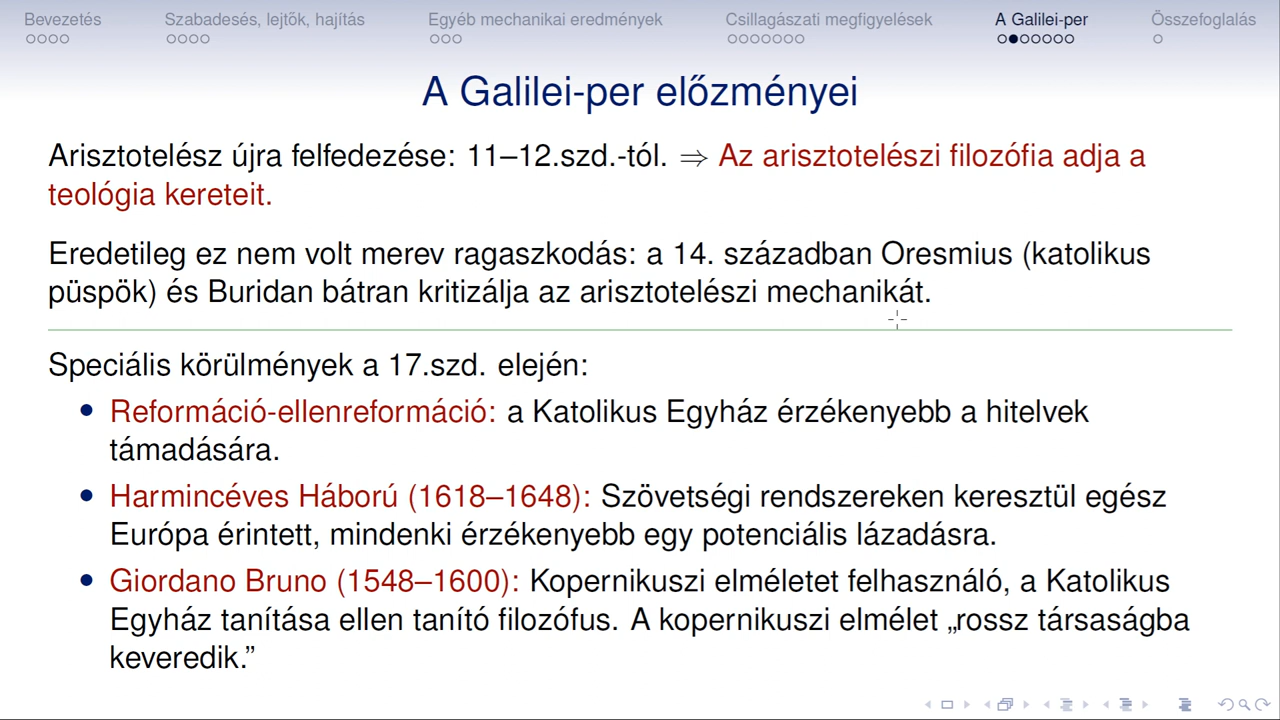 Bevezetés Szabadesés, lejtők, hajítás Egyéb mechanikai eredmények Csillagászati megfigyelések A Galilei-per Összefoglalás
A Galilei-per előzményei
Arisztotelész újra felfedezése: 11–12.szd.-tól. ⇒ Az arisztotelészi filozófia adja a
teológia kereteit.
Eredetileg ez nem volt merev ragaszkodás: a 14. században Oresmius (katolikus
püspök) és Buridan bátran kritizálja az arisztotelészi mechanikát.
Speciális körülmények a 17.szd. elején:
• Reformáció-ellenreformáció: a Katolikus Egyház érzékenyebb a hitelvek
támadására.
• Harmincéves Háború (1618–1648): Szövetségi rendszereken keresztül egész
Európa érintett, mindenki érzékenyebb egy potenciális lázadásra.
• Giordano Bruno (1548–1600): Kopernikuszi elméletet felhasználó, a Katolikus
Egyház tanítása ellen tanító filozófus. A kopernikuszi elmélet „rossz társaságba
keveredik.”